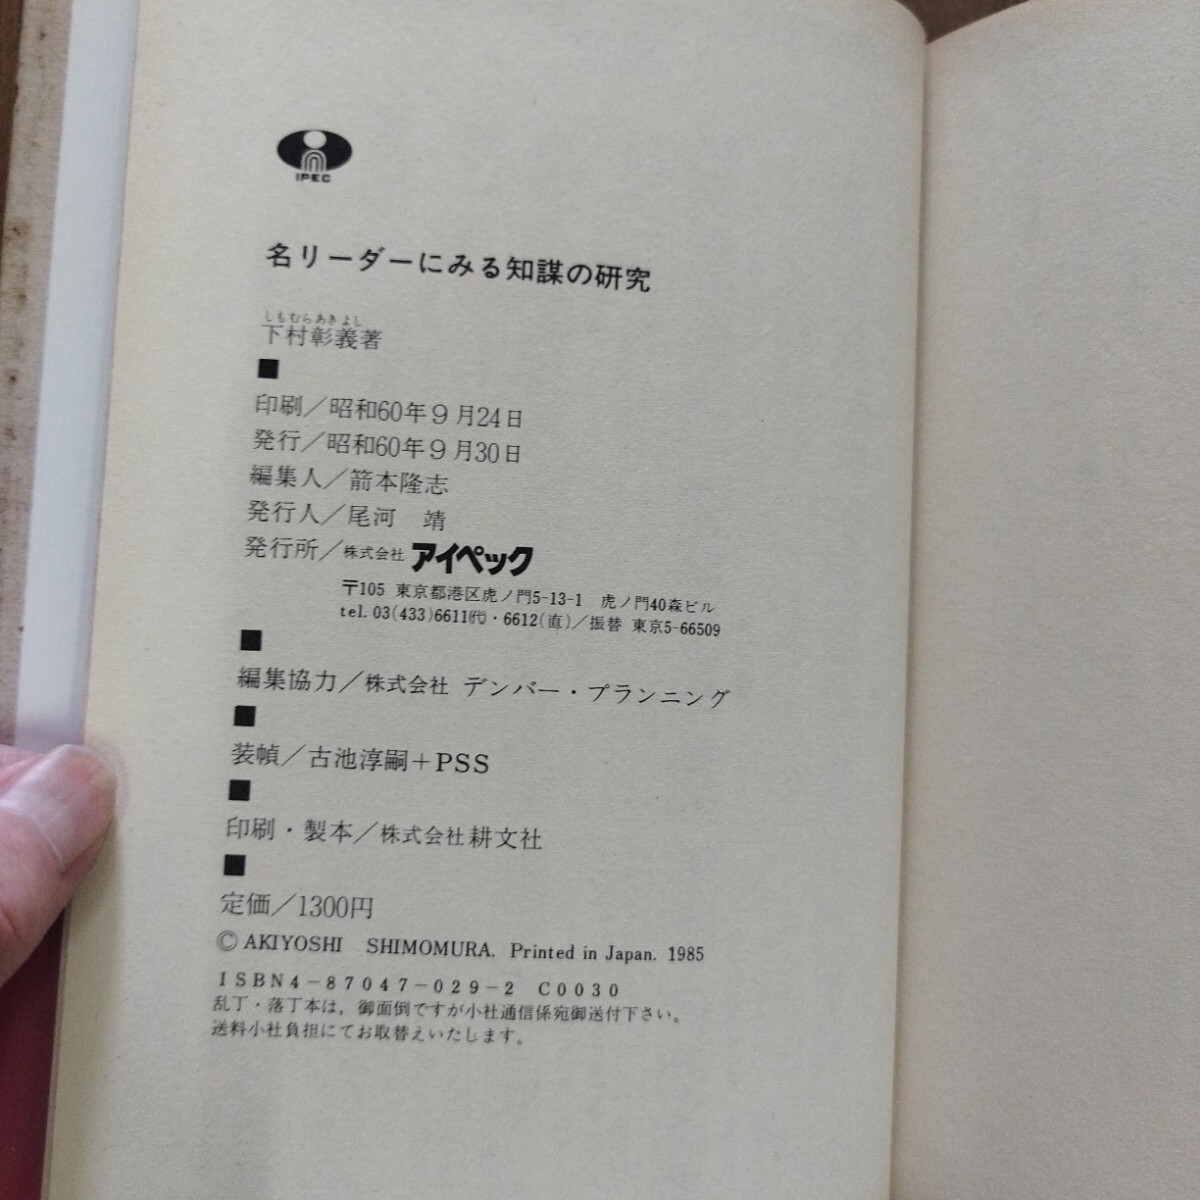 IPEC
名リーダーにみる知謀の研究
しもむらあきよし
下村彰義著
■
印刷／昭和60年9月24日
発行／昭和60年9月30日
編集人／箭本隆志
発行人／尾河　靖
発行所／株式会社 アイペック
〒105 東京都港区虎ノ門5-13-1　虎ノ門40森ビル
tel. 03(433)6611㈹・6612(直)／振替 東京5-66509
■
編集協力／株式会社 デンバー・プランニング
■
装幀／古池淳嗣＋PSS
■
印刷・製本／株式会社耕文社
■
定価／1300円
Ⓒ AKIYOSHI　SHIMOMURA. Printed in Japan. 1985
ISBN4-87047-029-2 C0030
乱丁・落丁本は，御面倒ですが小社通信係宛御送付下さい。
送料小社負担にてお取替えいたします。